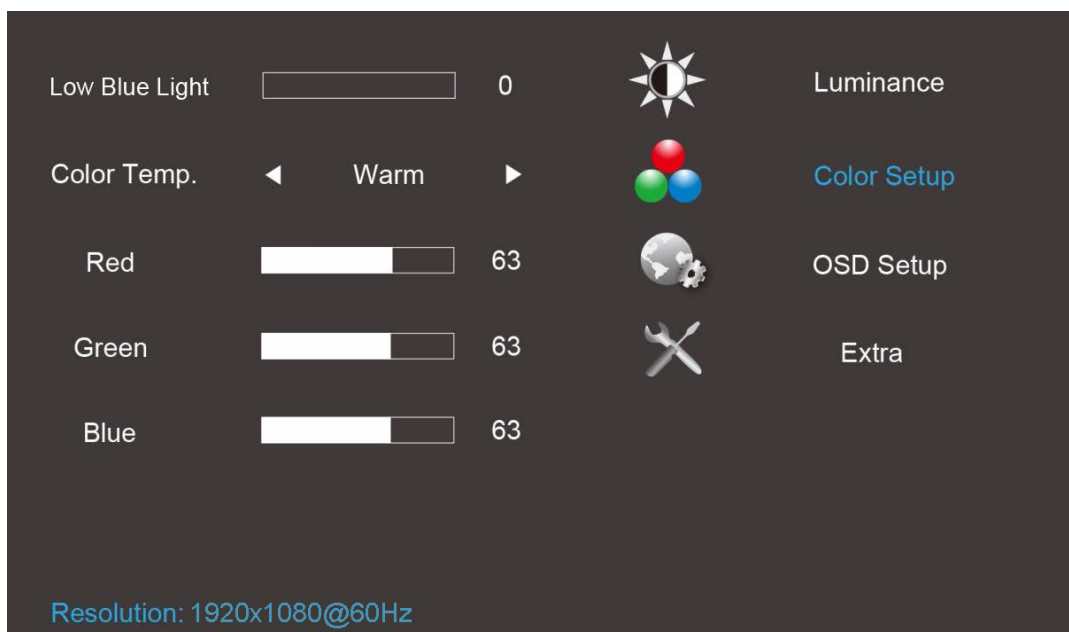 Low Blue Light 0 Luminance
Color Temp. Warm Color Setup
Red 63 OSD Setup
Green 63 Extra
Blue 63
Resolution: 1920x1080@60Hz